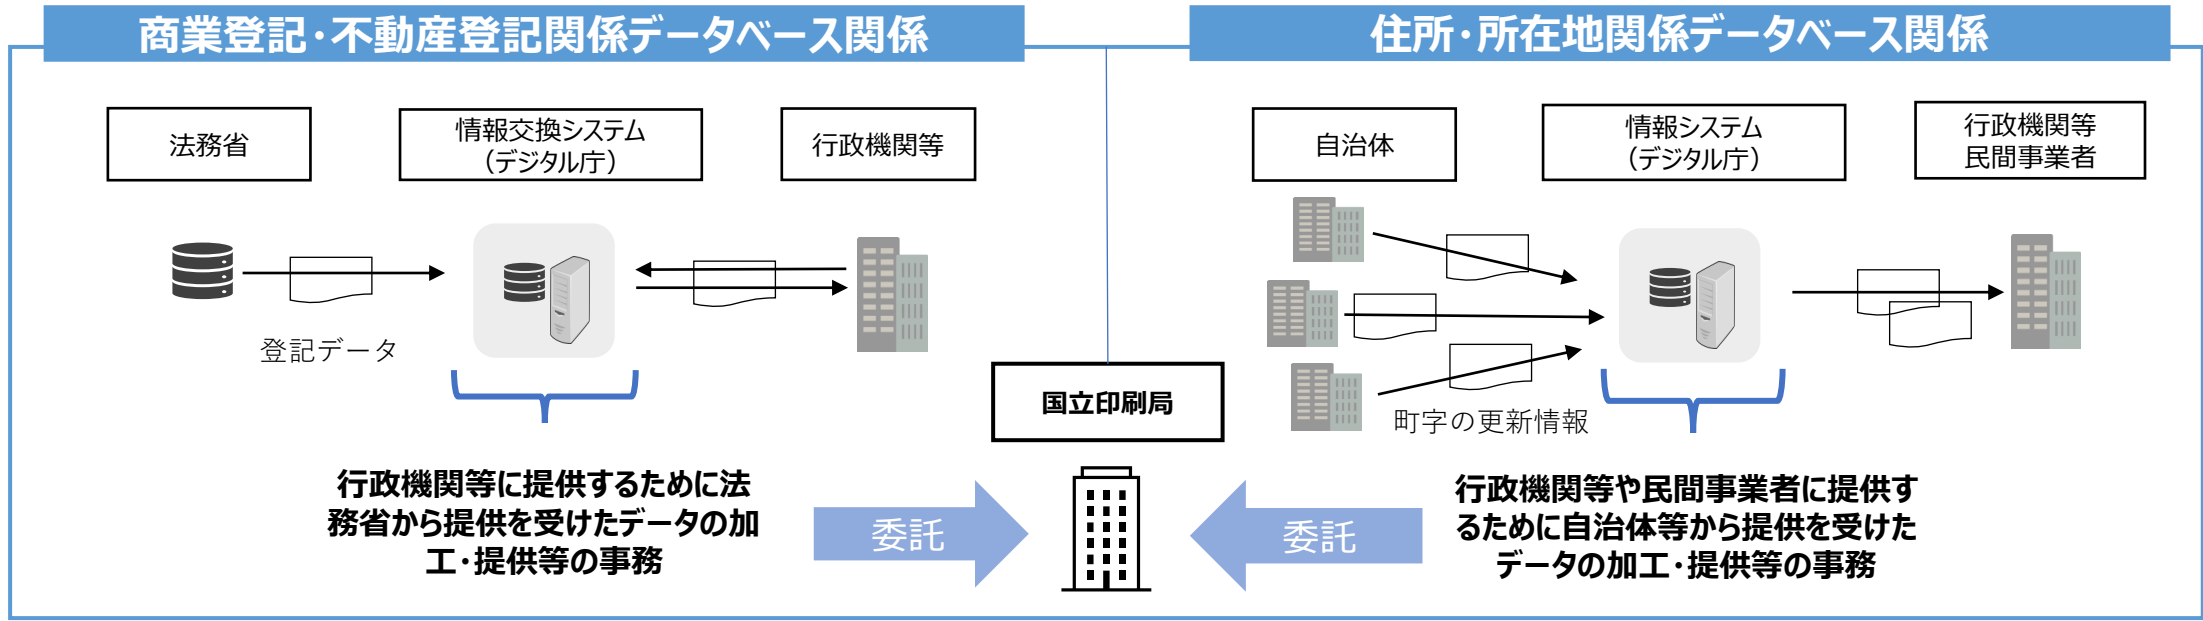 商業登記・不動産登記関係データベース関係
法務省
情報交換システム
（デジタル庁）
行政機関等
登記データ
行政機関等に提供するために法
務省から提供を受けたデータの加
工・提供等の事務
委託
国立印刷局
住所・所在地関係データベース関係
自治体
情報システム
（デジタル庁）
行政機関等
民間事業者
町字の更新情報
行政機関等や民間事業者に提供す
るために自治体等から提供を受けた
データの加工・提供等の事務
委託